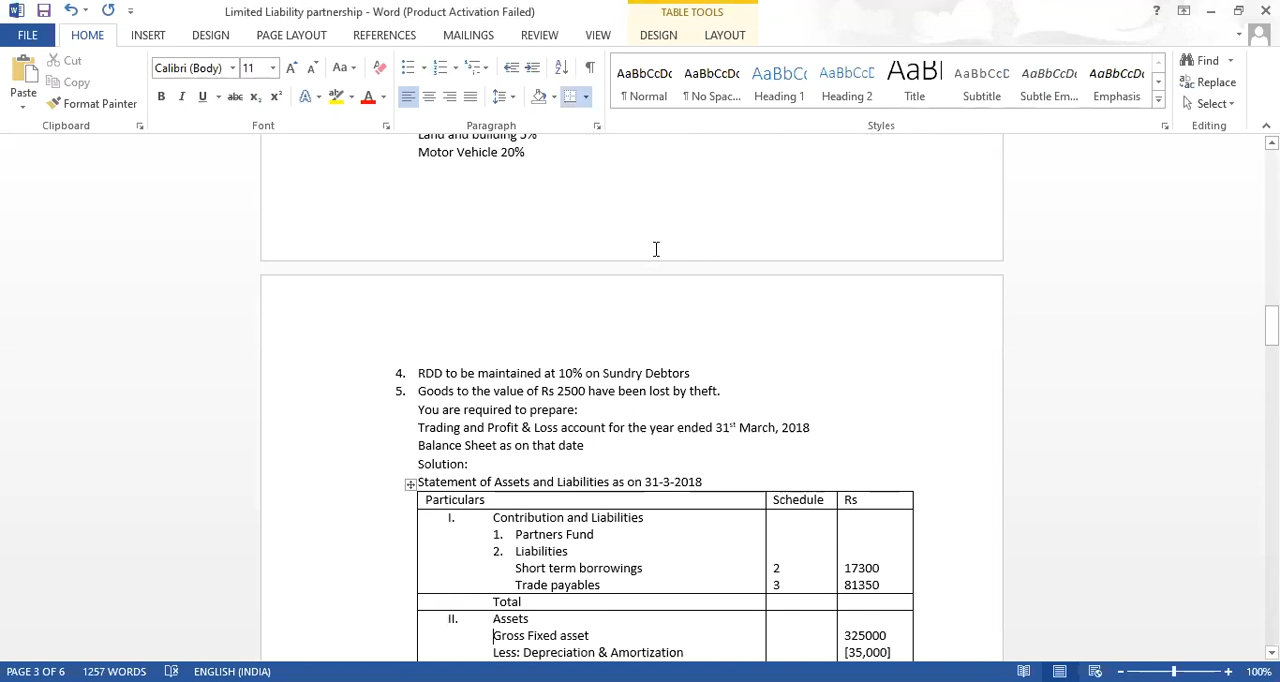 Limited Liability partnership - Word (Product Activation Failed)
TABLE TOOLS
FILE HOME INSERT DESIGN PAGE LAYOUT REFERENCES MAILINGS REVIEW VIEW DESIGN LAYOUT
Paste
Cut
Copy
Format Painter
Clipboard
Calibri (Body) 11
Font
Paragraph
AaBbCcDc AaBbCcDc AaBbCc AaBbCcD AaBl AaBbCcD AaBbCcDc AaBbCcDc
¶ Normal ¶ No Spac... Heading 1 Heading 2 Title Subtitle Subtle Em... Emphasis
Styles
Find
Replace
Select
Editing
Land and building 5%
Motor Vehicle 20%
4. RDD to be maintained at 10% on Sundry Debtors
5. Goods to the value of Rs 2500 have been lost by theft.
You are required to prepare:
Trading and Profit & Loss account for the year ended 31st March, 2018
Balance Sheet as on that date
Solution:
Statement of Assets and Liabilities as on 31-3-2018
Particulars Schedule Rs
I. Contribution and Liabilities
1. Partners Fund
2. Liabilities
Short term borrowings 2 17300
Trade payables 3 81350
Total
II. Assets
Gross Fixed asset 325000
Less: Depreciation & Amortization [35,000]
PAGE 3 OF 6 1257 WORDS ENGLISH (INDIA) 100%